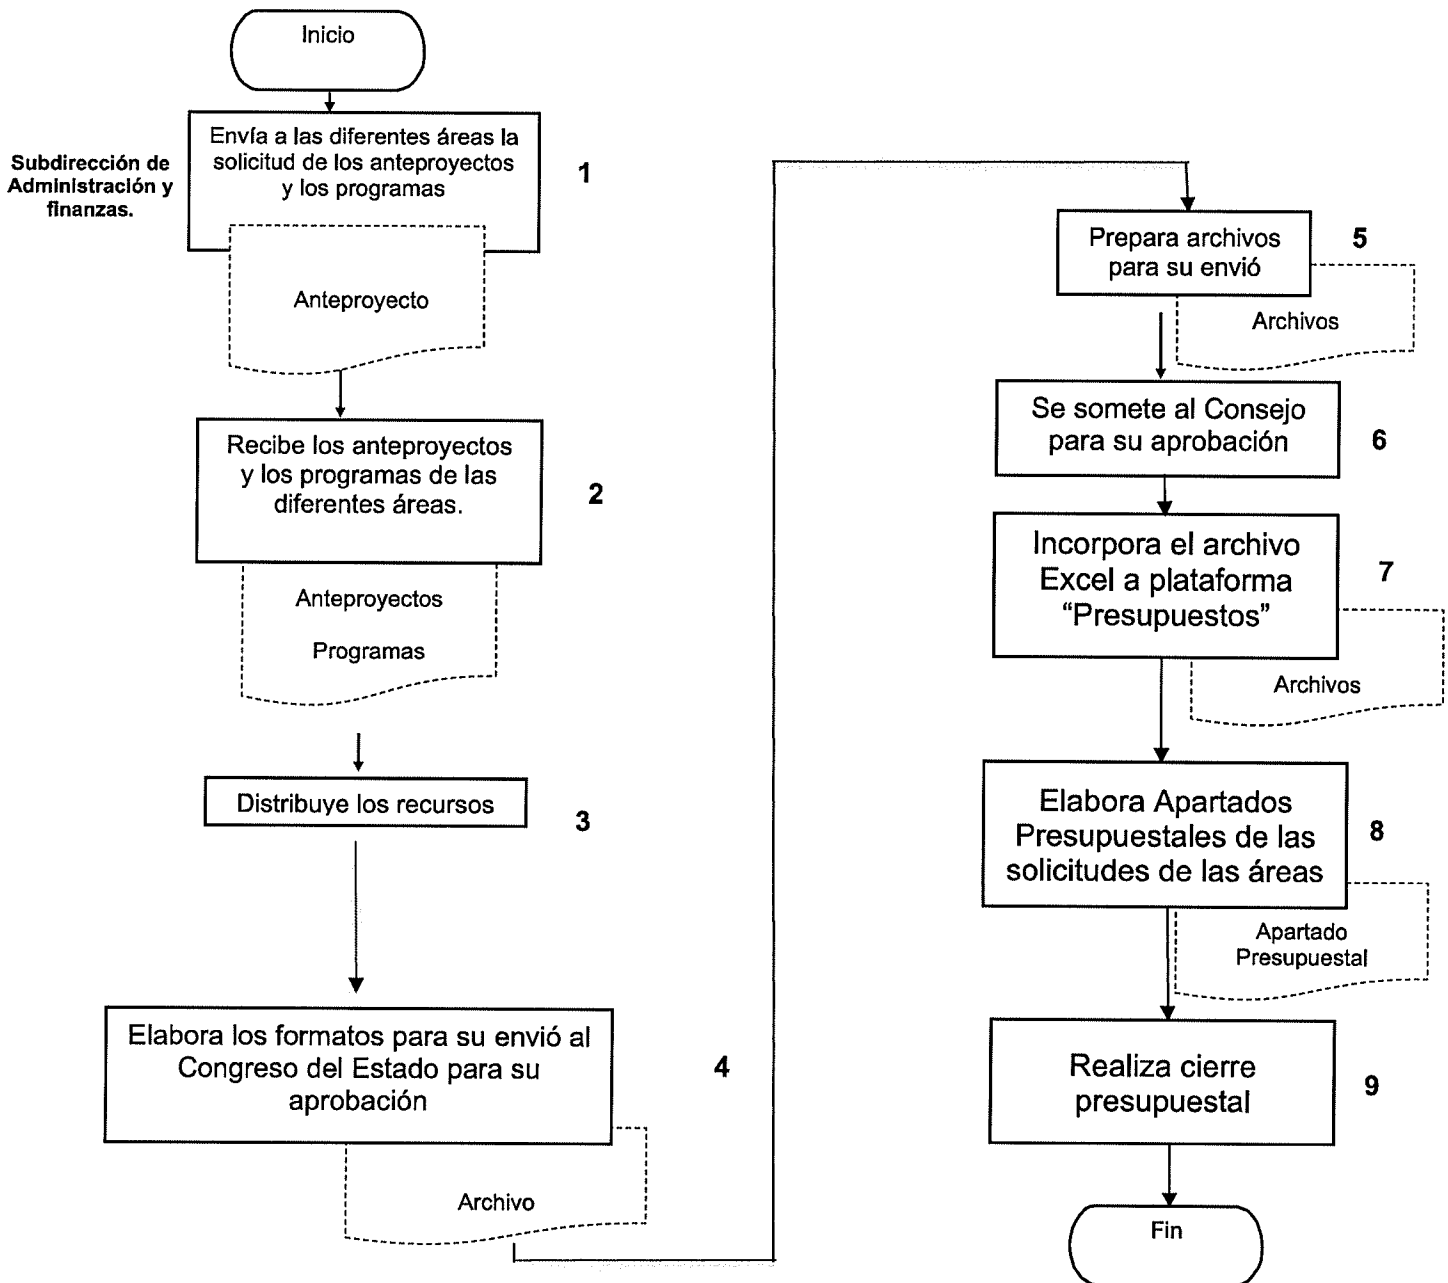 Inicio
Subdirección de
Administración y
finanzas.
Envía a las diferentes áreas la
solicitud de los anteproyectos
y los programas
1
Anteproyecto
Recibe los anteproyectos
y los programas de las
diferentes áreas.
2
Anteproyectos
Programas
Distribuye los recursos
3
Elabora los formatos para su envió al
Congreso del Estado para su
aprobación
4
Archivo
Prepara archivos
para su envió
5
Archivos
Se somete al Consejo
para su aprobación
6
Incorpora el archivo
Excel a plataforma
“Presupuestos”
7
Archivos
Elabora Apartados
Presupuestales de las
solicitudes de las áreas
8
Apartado
Presupuestal
Realiza cierre
presupuestal
9
Fin